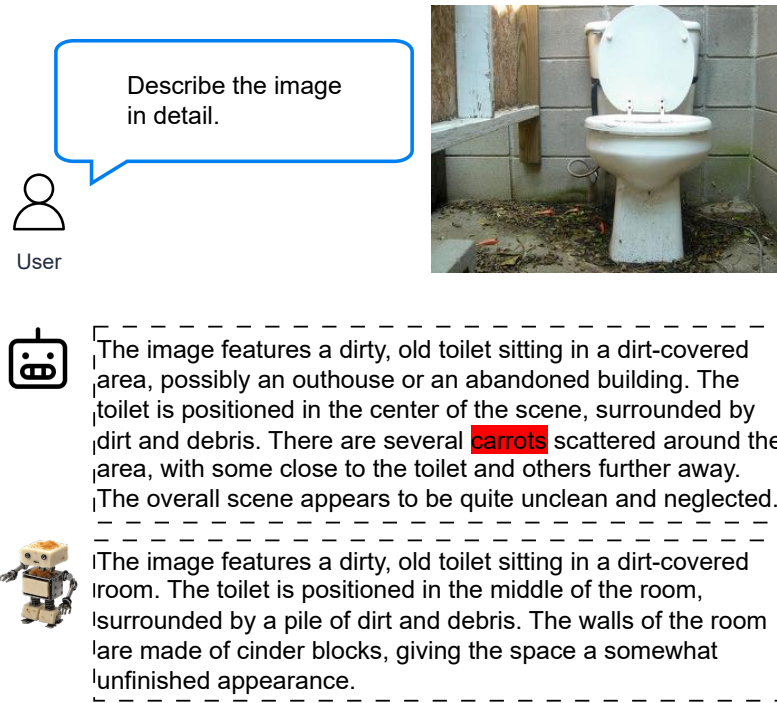 Describe the image
in detail.
User
The image features a dirty, old toilet sitting in a dirt-covered
area, possibly an outhouse or an abandoned building. The
toilet is positioned in the center of the scene, surrounded by
dirt and debris. There are several carrots scattered around the
area, with some close to the toilet and others further away.
The overall scene appears to be quite unclean and neglected.
The image features a dirty, old toilet sitting in a dirt-covered
room. The toilet is positioned in the middle of the room,
surrounded by a pile of dirt and debris. The walls of the room
are made of cinder blocks, giving the space a somewhat
unfinished appearance.